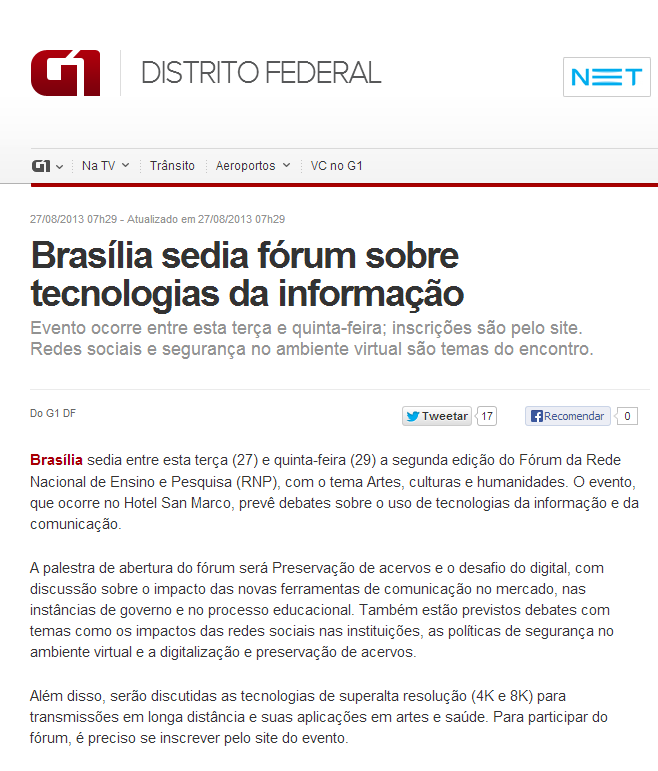 G1 DISTRITO FEDERAL NET
G1 Na TV Trânsito Aeroportos VC no G1
27/08/2013 07h29 - Atualizado em 27/08/2013 07h29
Brasília sedia fórum sobre
tecnologias da informação
Evento ocorre entre esta terça e quinta-feira; inscrições são pelo site.
Redes sociais e segurança no ambiente virtual são temas do encontro.
Do G1 DF Tweetar 17 Recomendar 0
Brasília sedia entre esta terça (27) e quinta-feira (29) a segunda edição do Fórum da Rede
Nacional de Ensino e Pesquisa (RNP), com o tema Artes, culturas e humanidades. O evento,
que ocorre no Hotel San Marco, prevê debates sobre o uso de tecnologias da informação e da
comunicação.
A palestra de abertura do fórum será Preservação de acervos e o desafio do digital, com
discussão sobre o impacto das novas ferramentas de comunicação no mercado, nas
instâncias de governo e no processo educacional. Também estão previstos debates com
temas como os impactos das redes sociais nas instituições, as políticas de segurança no
ambiente virtual e a digitalização e preservação de acervos.
Além disso, serão discutidas as tecnologias de superalta resolução (4K e 8K) para
transmissões em longa distância e suas aplicações em artes e saúde. Para participar do
fórum, é preciso se inscrever pelo site do evento.